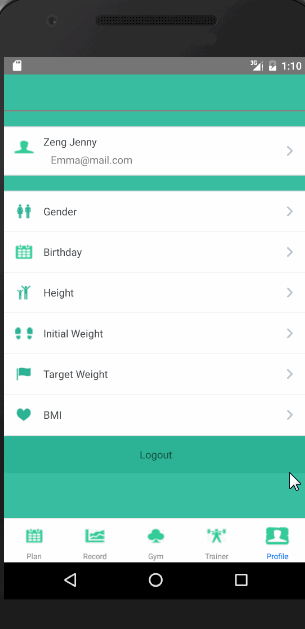 3G 1:10
Zeng Jenny
Emma@mail.com
Gender
Birthday
Height
Initial Weight
Target Weight
BMI
Logout
Plan Record Gym Trainer Profile